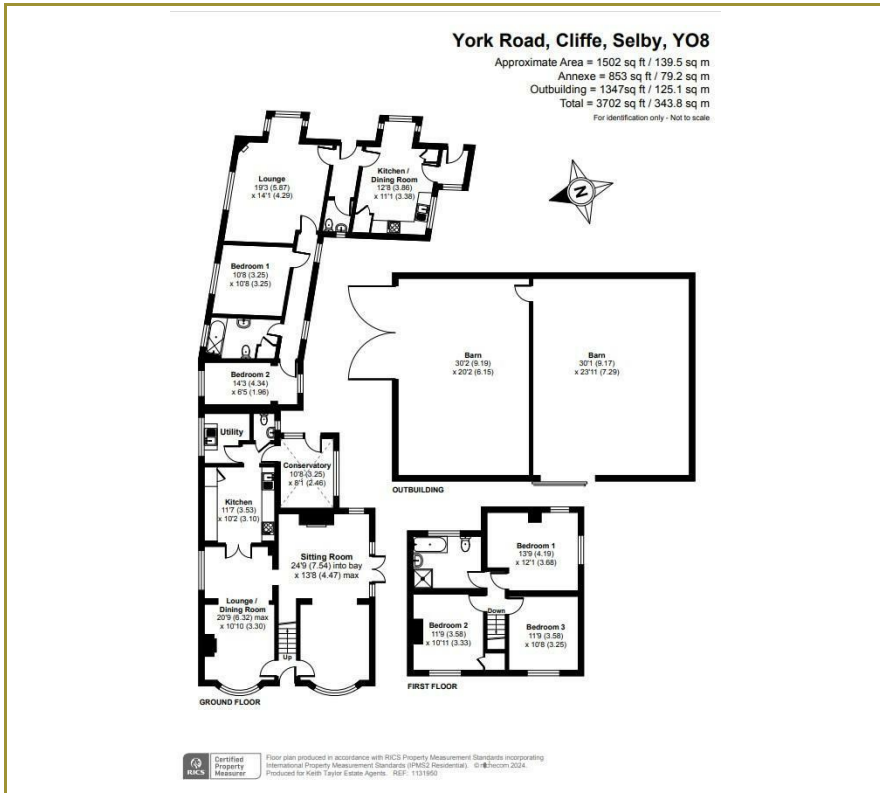 York Road, Cliffe, Selby, YO8
Approximate Area = 1502 sq ft / 139.5 sq m
Annexe = 853 sq ft / 79.2 sq m
Outbuilding = 1347sq ft / 125.1 sq m
Total = 3702 sq ft / 343.8 sq m
For identification only - Not to scale
Lounge
19'3 (5.87)
x 14'1 (4.29)
Kitchen /
Dining Room
12'8 (3.86)
x 11'1 (3.38)
N
Bedroom 1
10'8 (3.25)
x 10'8 (3.25)
Bedroom 2
14'3 (4.34)
x 6'5 (1.96)
Barn
30'2 (9.19)
x 20'2 (6.15)
Barn
30'1 (9.17)
x 23'11 (7.29)
OUTBUILDING
Utility
Conservatory
10'8 (3.25)
x 8'1 (2.46)
Kitchen
11'7 (3.53)
x 10'2 (3.10)
Sitting Room
24'9 (7.54) into bay
x 13'8 (4.47) max
Lounge /
Dining Room
20'9 (6.32) max
x 10'10 (3.30)
Up
GROUND FLOOR
Bedroom 1
13'9 (4.19)
x 12'1 (3.68)
Bedroom 2
11'9 (3.58)
x 10'11 (3.33)
Down
Bedroom 3
11'9 (3.58)
x 10'8 (3.25)
FIRST FLOOR
RICS
Certified
Property
Measurer
Floor plan produced in accordance with RICS Property Measurement Standards incorporating
International Property Measurement Standards (IPMS2 Residential). © 2024.
Produced for Keith Taylor Estate Agents. REF: 1131950